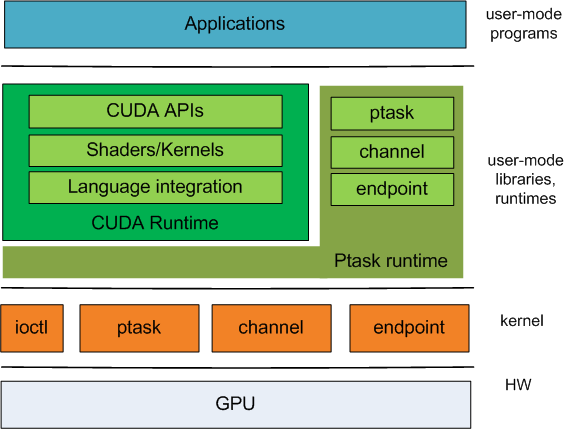 Applications
user-mode
programs
CUDA APIs
Shaders/Kernels
Language integration
CUDA Runtime
ptask
channel
endpoint
Ptask runtime
user-mode
libraries,
runtimes
ioctl
ptask
channel
endpoint
kernel
GPU
HW